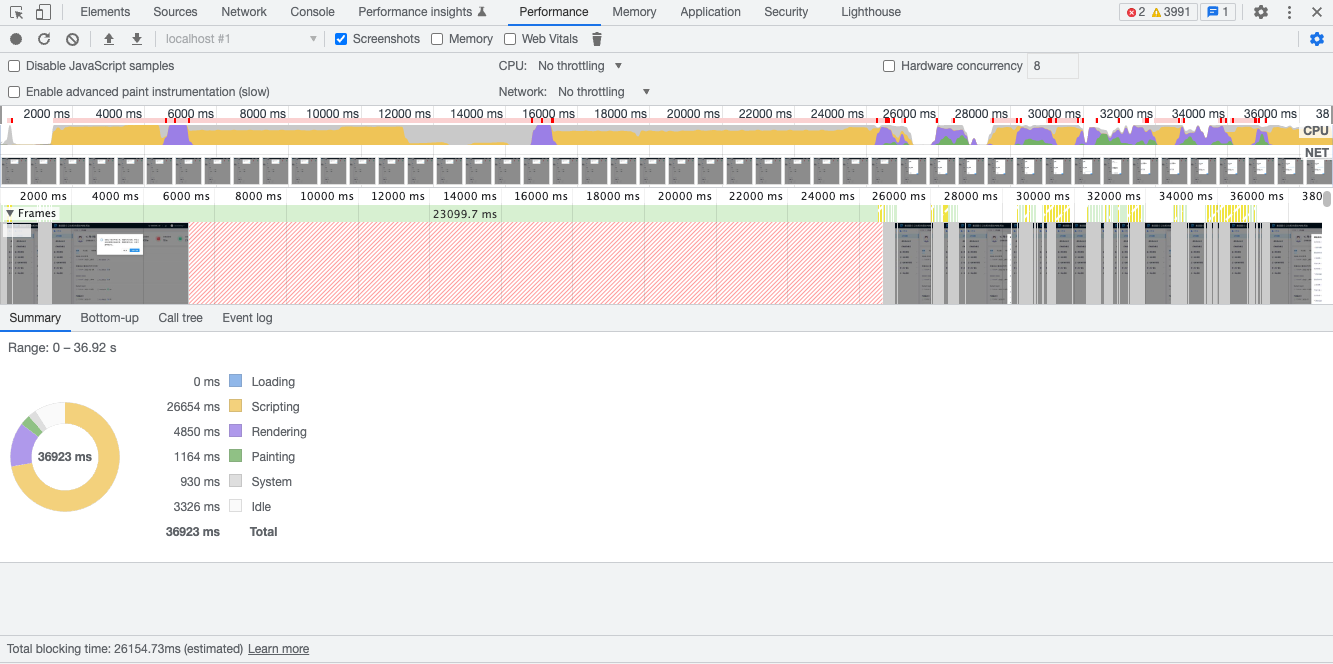 Elements Sources Network Console Performance insights Performance Memory Application Security Lighthouse 2 3991 1
localhost #1 Screenshots Memory Web Vitals
Disable JavaScript samples CPU: No throttling Hardware concurrency 8
Enable advanced paint instrumentation (slow) Network: No throttling
2000 ms 4000 ms 6000 ms 8000 ms 10000 ms 12000 ms 14000 ms 16000 ms 18000 ms 20000 ms 22000 ms 24000 ms 26000 ms 28000 ms 30000 ms 32000 ms 34000 ms 36000 ms 38
CPU
NET
2000 ms 4000 ms 6000 ms 8000 ms 10000 ms 12000 ms 14000 ms 16000 ms 18000 ms 20000 ms 22000 ms 24000 ms 26000 ms 28000 ms 30000 ms 32000 ms 34000 ms 36000 ms 380
Frames 23099.7 ms
Summary Bottom-up Call tree Event log
Range: 0 – 36.92 s
0 ms Loading
26654 ms Scripting
4850 ms Rendering
36923 ms
1164 ms Painting
930 ms System
3326 ms Idle
36923 ms Total
Total blocking time: 26154.73ms (estimated) Learn more